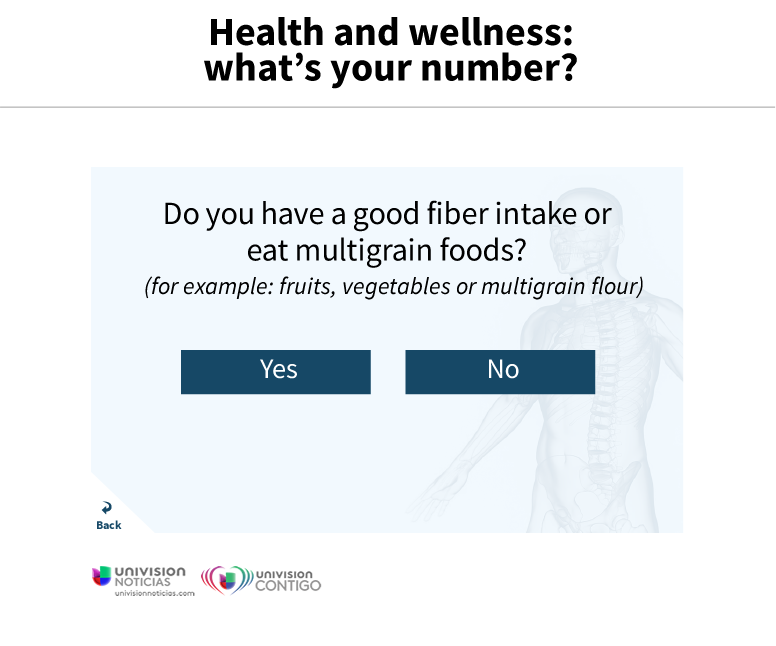 Health and wellness:
what’s your number?
Do you have a good fiber intake or
eat multigrain foods?
(for example: fruits, vegetables or multigrain flour)
Yes
No
Back
UNIVISION
NOTICIAS
univisionnoticias.com
UNIVISION
CONTIGO